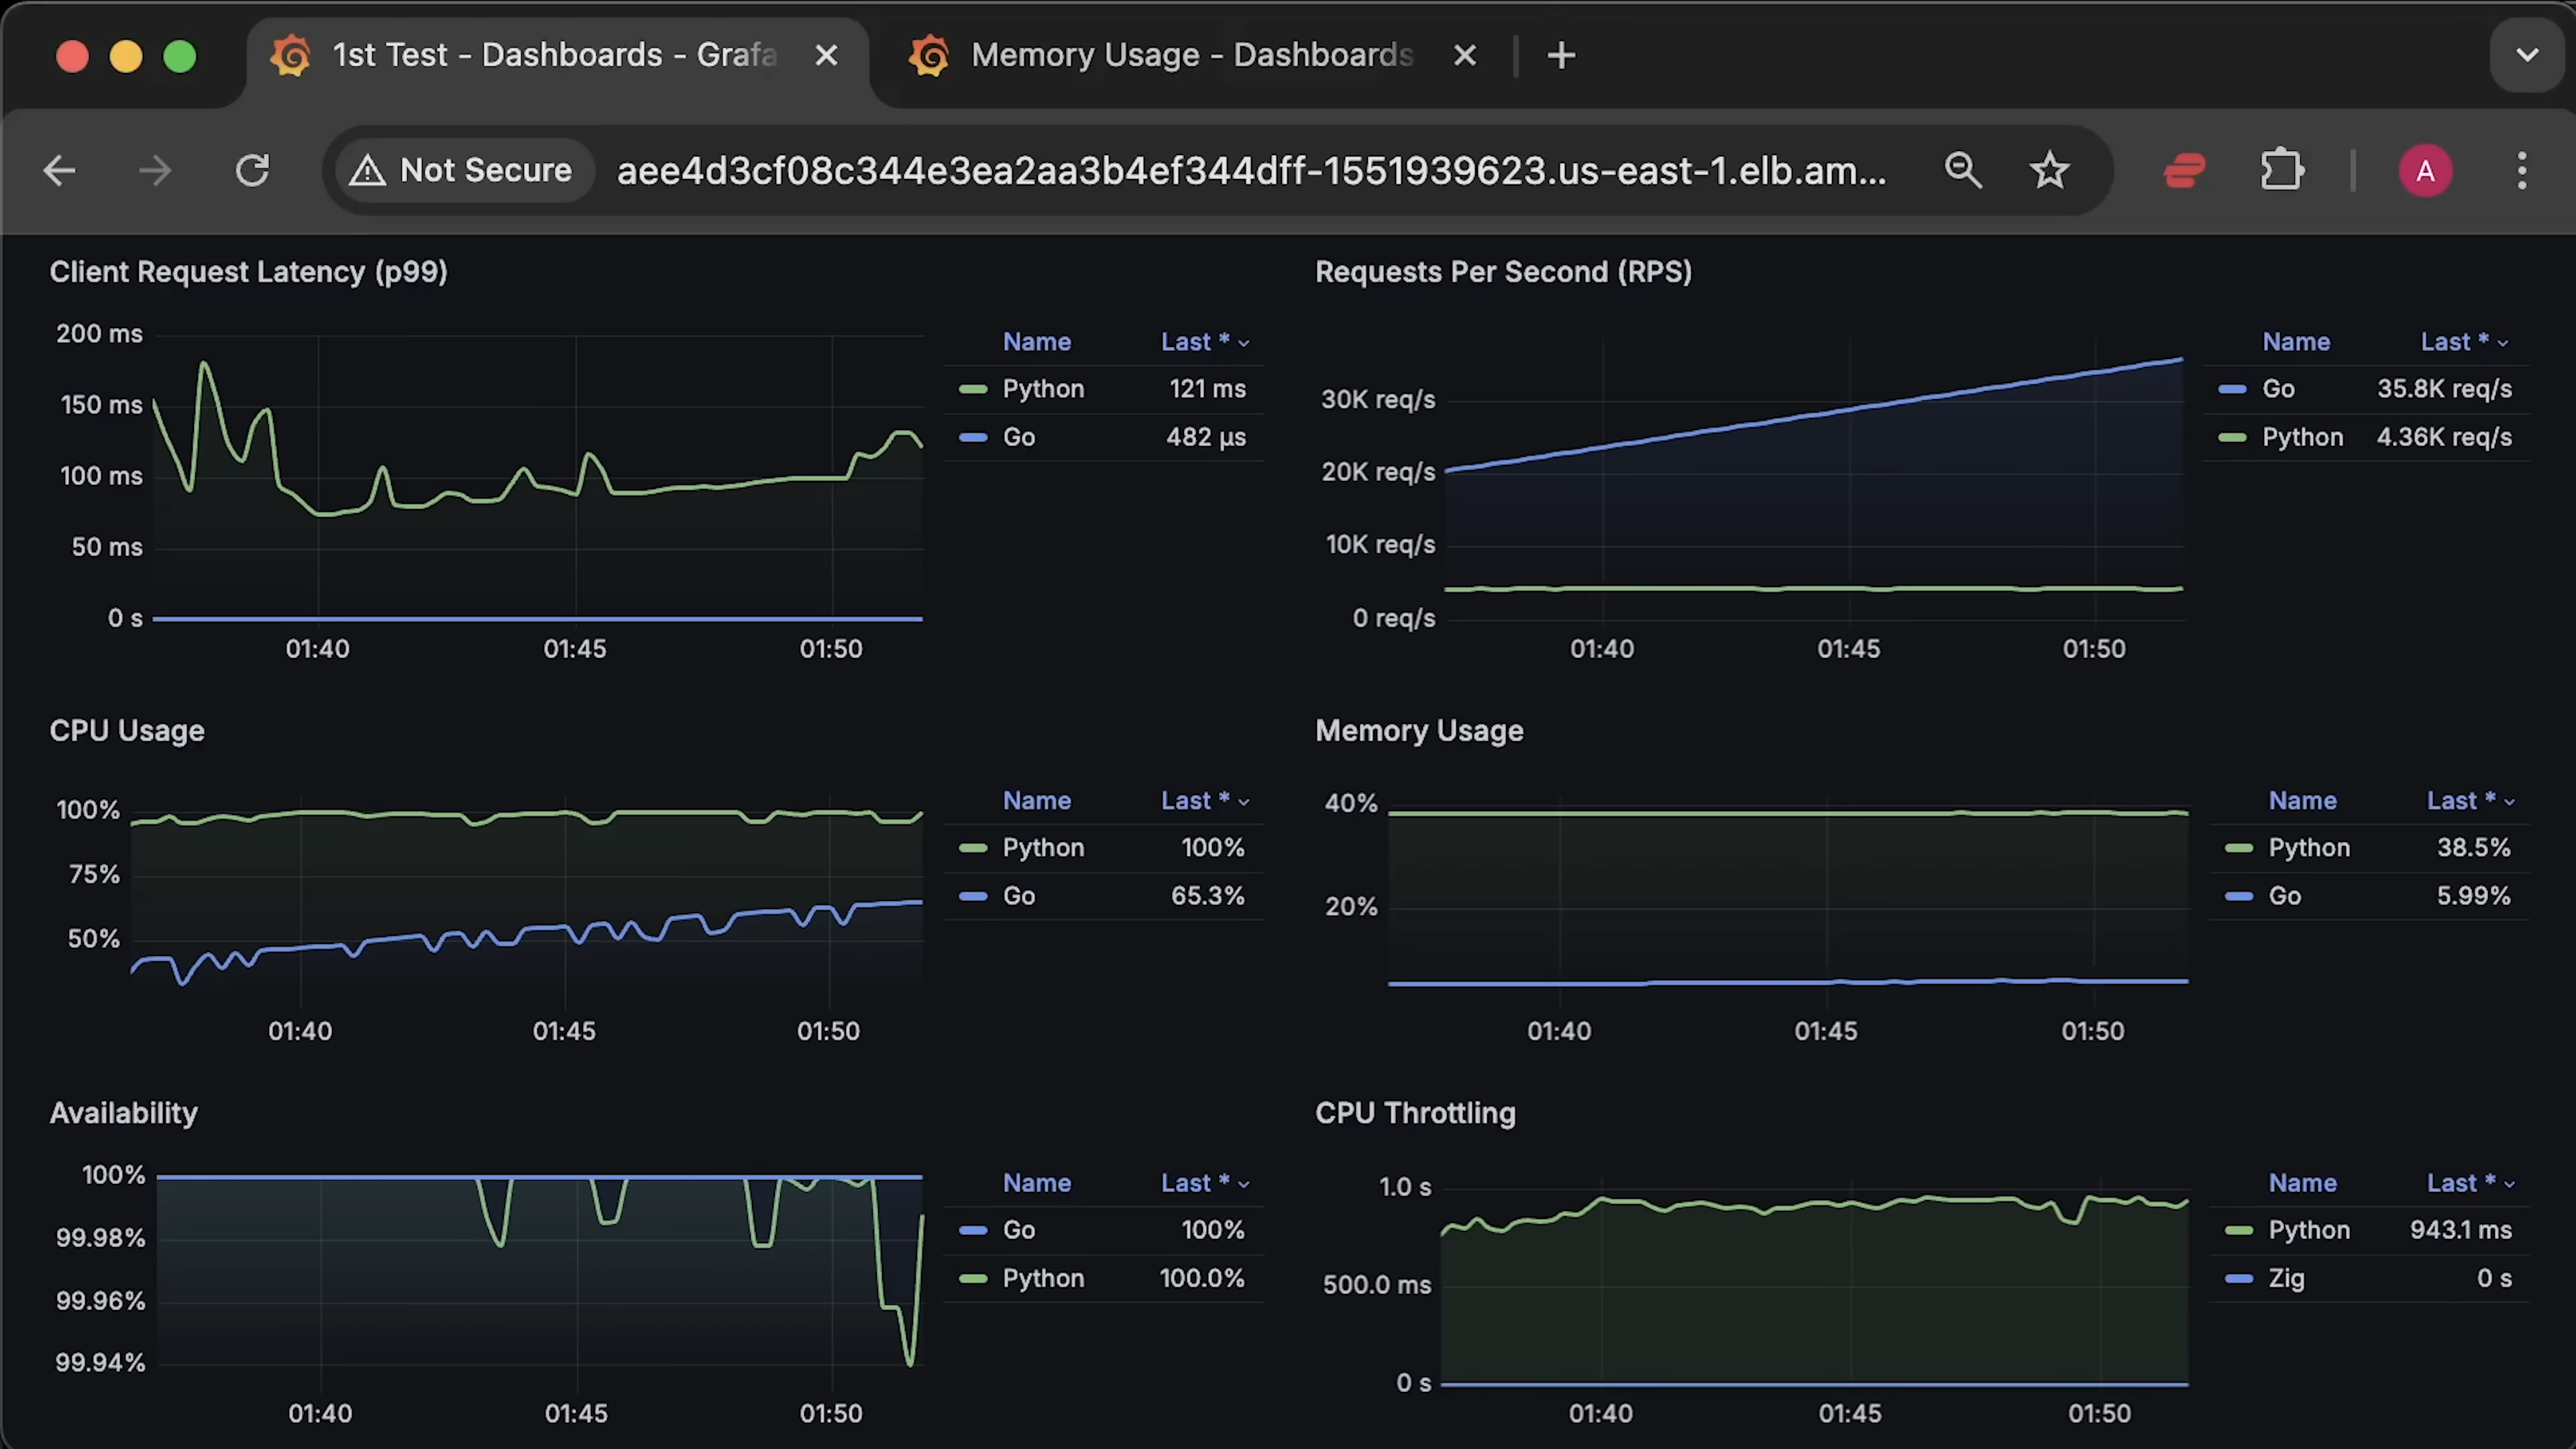 1st Test - Dashboards - Grafa
Memory Usage - Dashboards
Not Secure
aee4d3cf08c344e3ea2aa3b4ef344dff-1551939623.us-east-1.elb.am...
A
Client Request Latency (p99)
200 ms
150 ms
100 ms
50 ms
0 s
01:40 01:45 01:50
Name Last *
Python 121 ms
Go 482 µs
Requests Per Second (RPS)
30K req/s
20K req/s
10K req/s
0 req/s
01:40 01:45 01:50
Name Last *
Go 35.8K req/s
Python 4.36K req/s
CPU Usage
100%
75%
50%
01:40 01:45 01:50
Name Last *
Python 100%
Go 65.3%
Memory Usage
40%
20%
01:40 01:45 01:50
Name Last *
Python 38.5%
Go 5.99%
Availability
100%
99.98%
99.96%
99.94%
01:40 01:45 01:50
Name Last *
Go 100%
Python 100.0%
CPU Throttling
1.0 s
500.0 ms
0 s
01:40 01:45 01:50
Name Last *
Python 943.1 ms
Zig 0 s